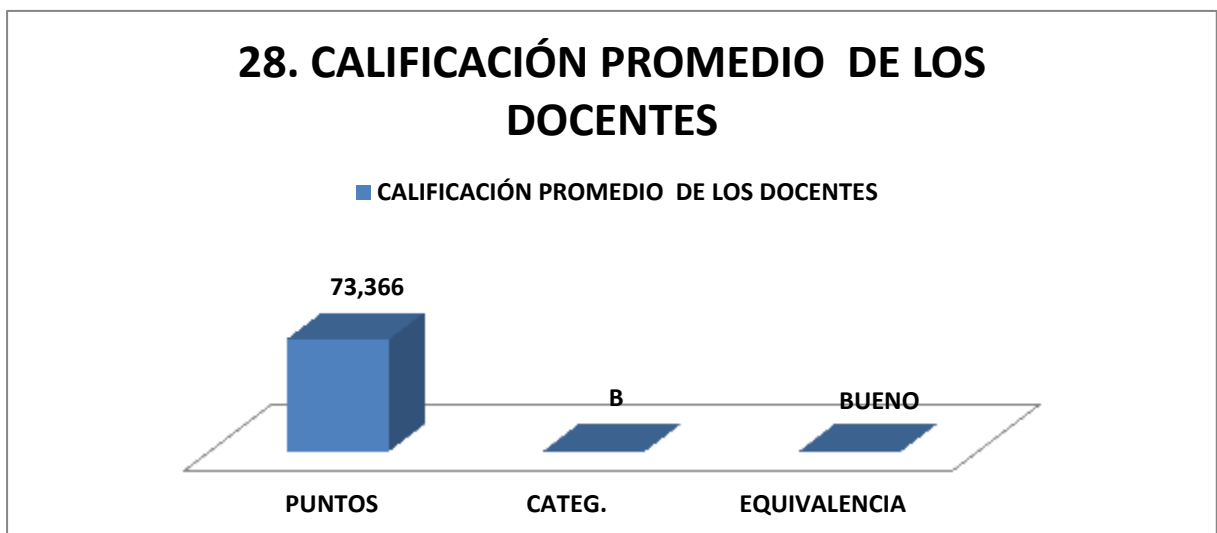 28. CALIFICACIÓN PROMEDIO DE LOS
DOCENTES
CALIFICACIÓN PROMEDIO DE LOS DOCENTES
73,366
B
BUENO
PUNTOS
CATEG.
EQUIVALENCIA